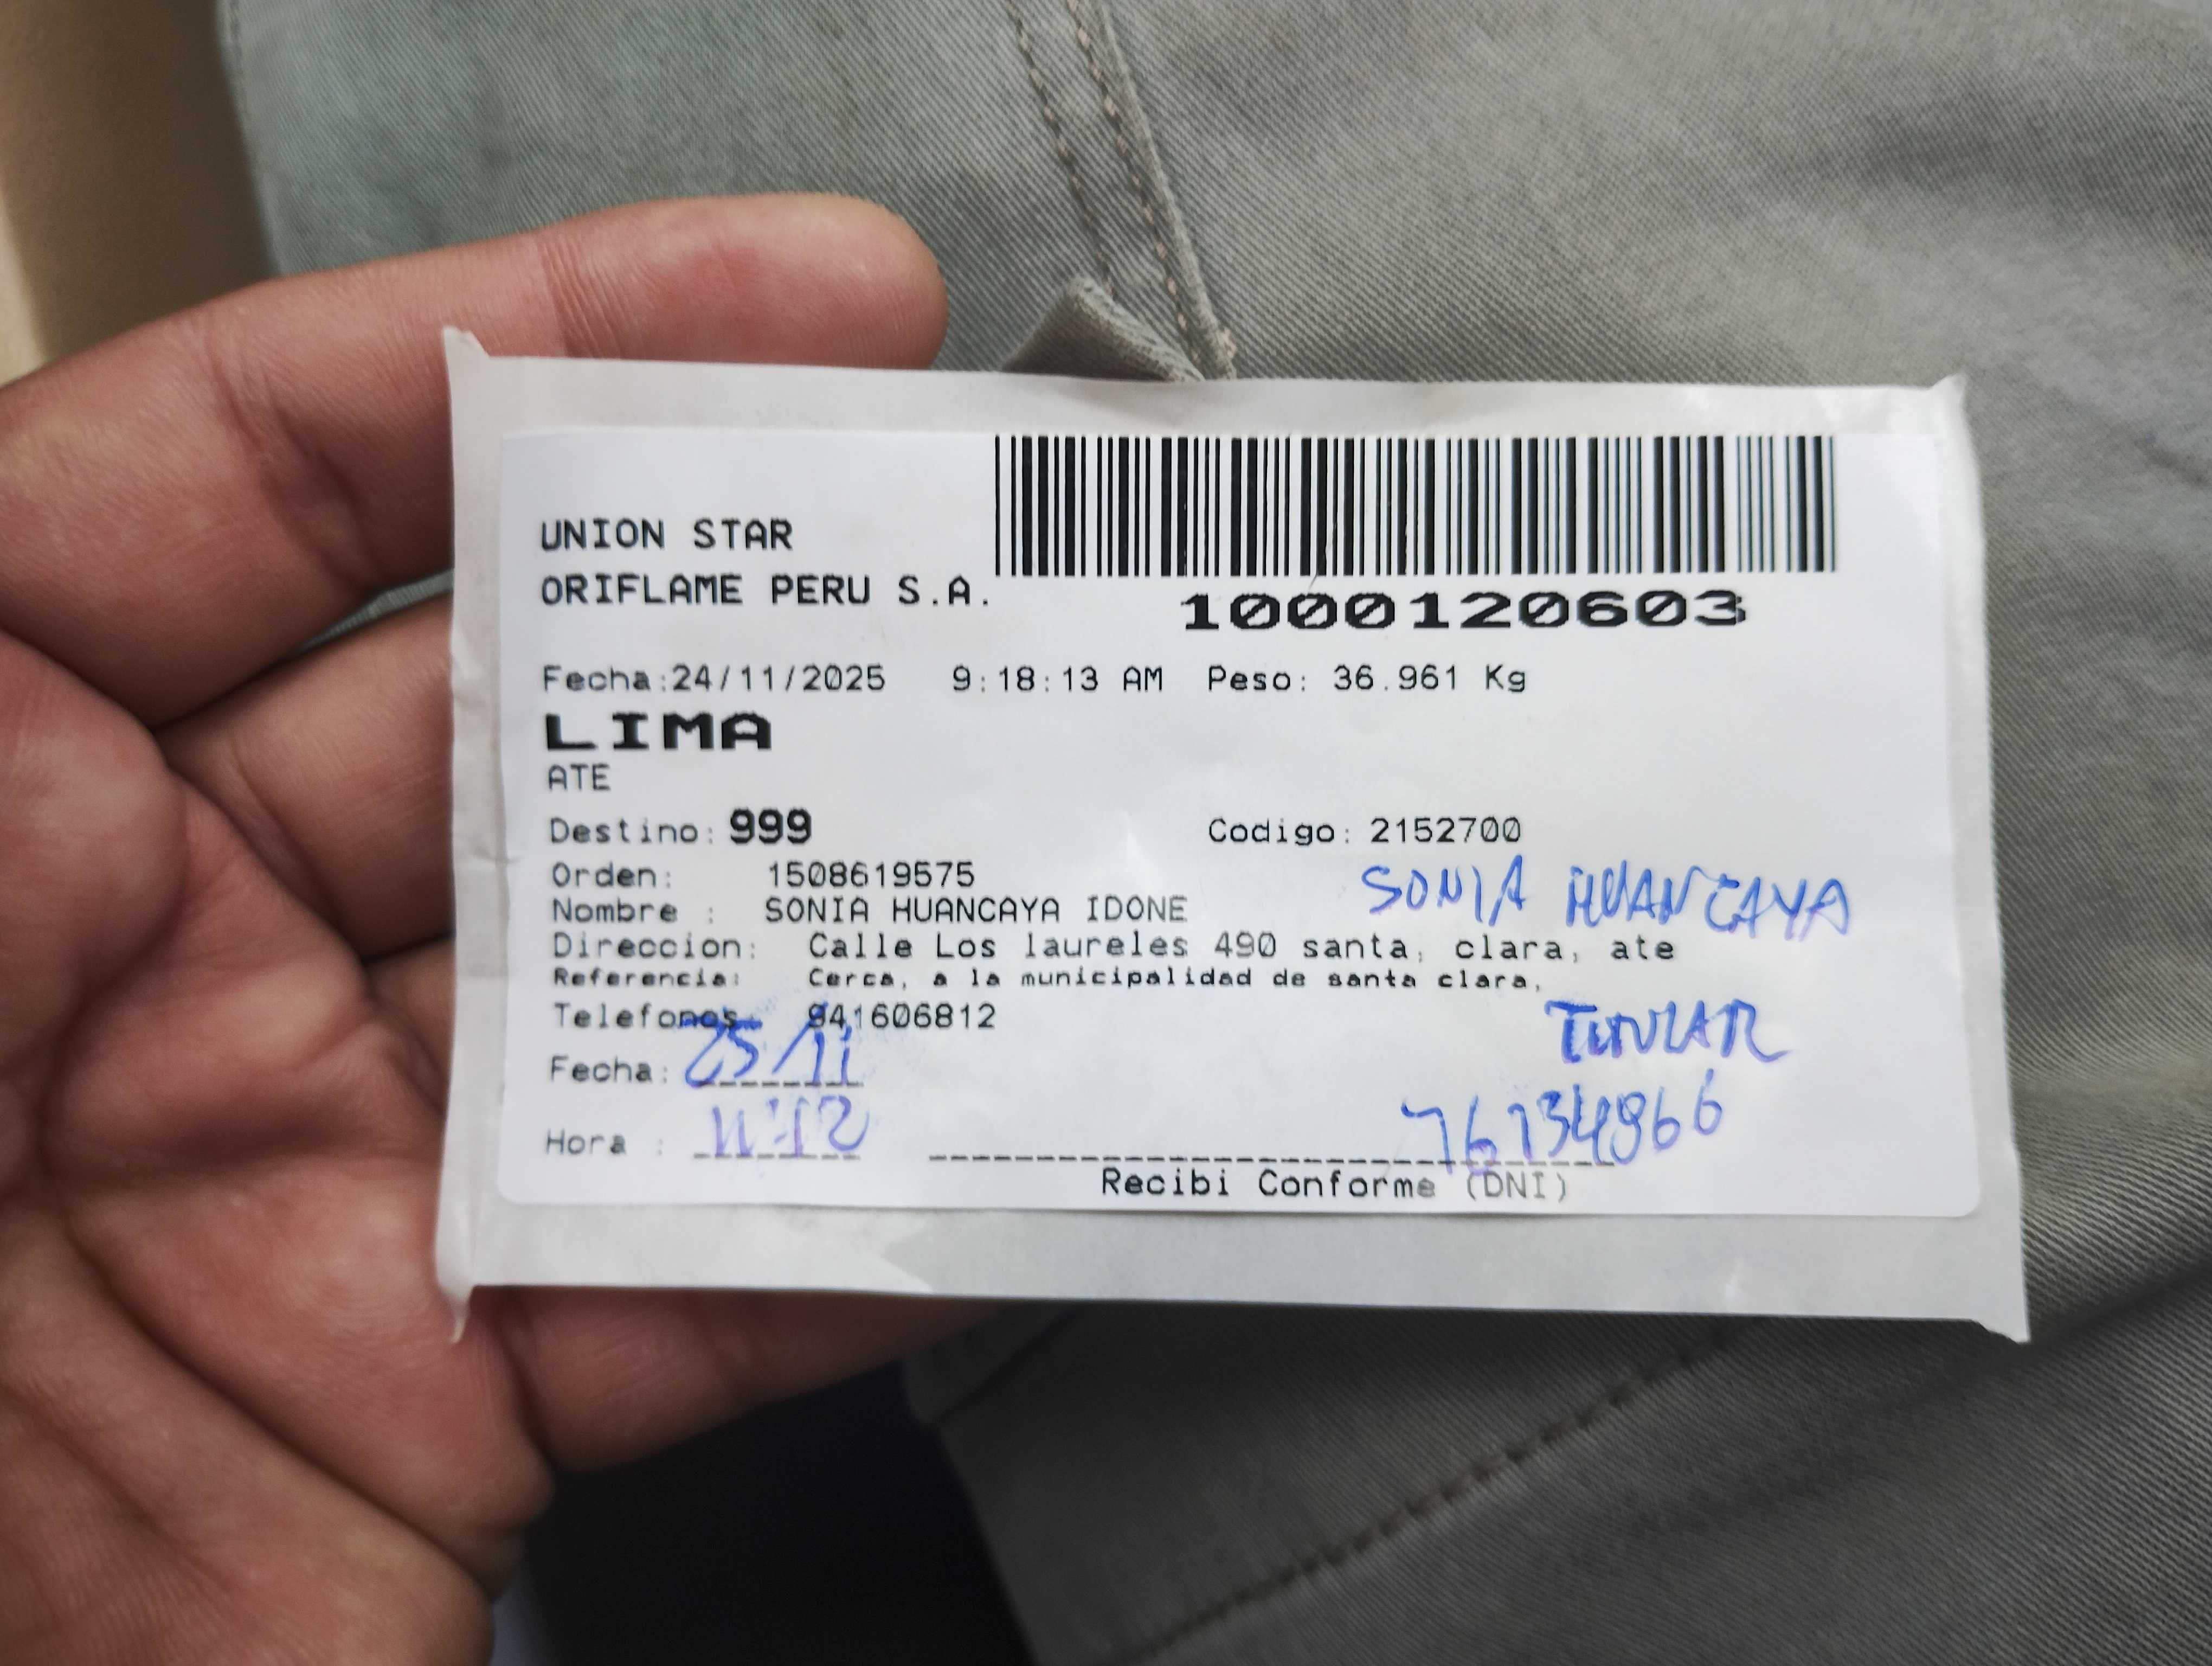 UNION STAR
ORIFLAME PERU S.A.
1000120603
Fecha:24/11/2025 9:18:13 AM Peso: 36.961 Kg
LIMA
ATE
Destino: 999 Codigo: 2152700
Orden: 1508619575
SONIA HUANCAYA
Nombre : SONIA HUANCAYA IDONE
Direccion: Calle Los laureles 490 santa, clara, ate
Referencia: Cerca, a la municipalidad de santa clara,
Telefonos 941606812
TITULAR
Fecha: 25/11
Hora : 11:12
76134966
Recibi Conforme (DNI)